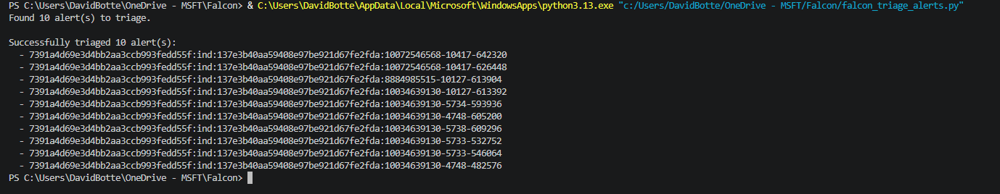 PS C:\Users\DavidBotte\OneDrive - MSFT\Falcon> & C:\Users\DavidBotte\AppData\Local\Microsoft\WindowsApps\python3.13.exe "c:/Users/DavidBotte/OneDrive - MSFT/Falcon/falcon_triage_alerts.py"
Found 10 alert(s) to triage.

Successfully triaged 10 alert(s):
  - 7391a4d69e3d4bb2aa3ccb993fedd55f:ind:137e3b40aa59408e97be921d67fe2fda:10072546568-10417-642320
  - 7391a4d69e3d4bb2aa3ccb993fedd55f:ind:137e3b40aa59408e97be921d67fe2fda:10072546568-10417-626448
  - 7391a4d69e3d4bb2aa3ccb993fedd55f:ind:137e3b40aa59408e97be921d67fe2fda:8884985515-10127-613904
  - 7391a4d69e3d4bb2aa3ccb993fedd55f:ind:137e3b40aa59408e97be921d67fe2fda:10034639130-10127-613392
  - 7391a4d69e3d4bb2aa3ccb993fedd55f:ind:137e3b40aa59408e97be921d67fe2fda:10034639130-5734-593936
  - 7391a4d69e3d4bb2aa3ccb993fedd55f:ind:137e3b40aa59408e97be921d67fe2fda:10034639130-4748-605200
  - 7391a4d69e3d4bb2aa3ccb993fedd55f:ind:137e3b40aa59408e97be921d67fe2fda:10034639130-5738-609296
  - 7391a4d69e3d4bb2aa3ccb993fedd55f:ind:137e3b40aa59408e97be921d67fe2fda:10034639130-5733-532752
  - 7391a4d69e3d4bb2aa3ccb993fedd55f:ind:137e3b40aa59408e97be921d67fe2fda:10034639130-5733-546064
  - 7391a4d69e3d4bb2aa3ccb993fedd55f:ind:137e3b40aa59408e97be921d67fe2fda:10034639130-4748-482576
PS C:\Users\DavidBotte\OneDrive - MSFT\Falcon>